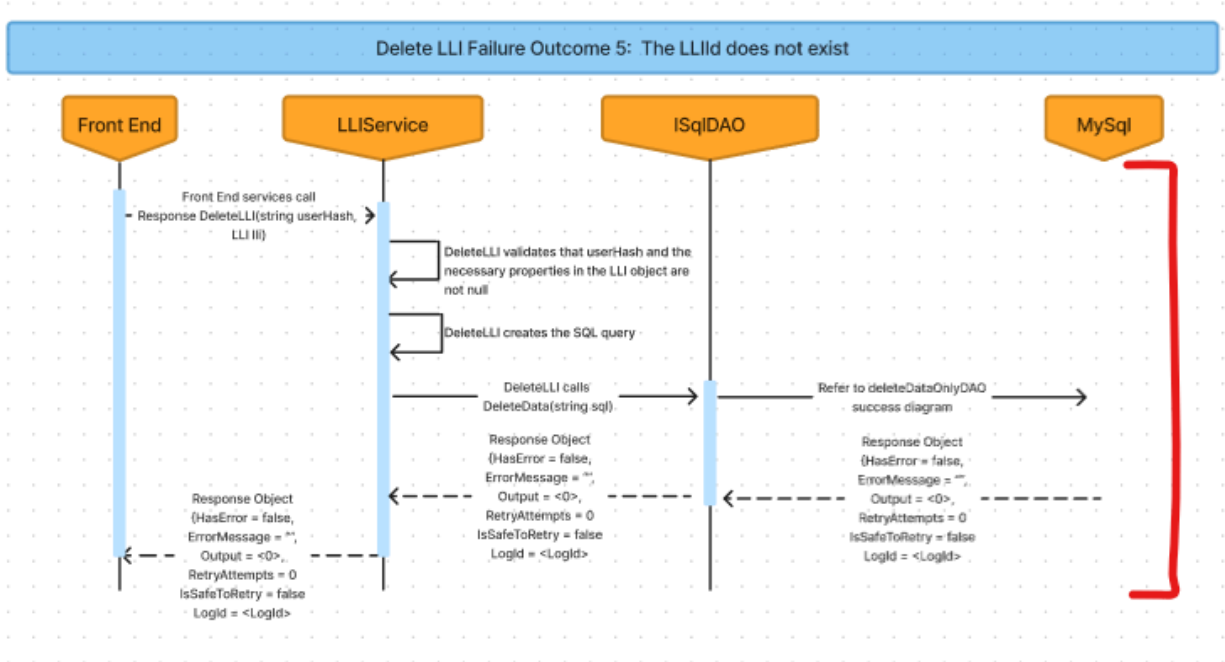 Delete LLI Failure Outcome 5: The LLIId does not exist
Front End
LLIService
ISqlDAO
MySql
Front End services call
Response DeleteLLI(string userHash,
LLI lli)
DeleteLLI validates that userHash and the
necessary properties in the LLI object are
not null
DeleteLLI creates the SQL query
DeleteLLI calls
DeleteData(string sql)
Refer to deleteDataOnlyDAO
success diagram
Response Object
{HasError = false,
ErrorMessage = "",
Output = <0>,
RetryAttempts = 0
IsSafeToRetry = false
LogId = <LogId>
Response Object
{HasError = false,
ErrorMessage = "",
Output = <0>,
RetryAttempts = 0
IsSafeToRetry = false
LogId = <LogId>
Response Object
{HasError = false,
ErrorMessage = "",
Output = <0>,
RetryAttempts = 0
IsSafeToRetry = false
LogId = <LogId>